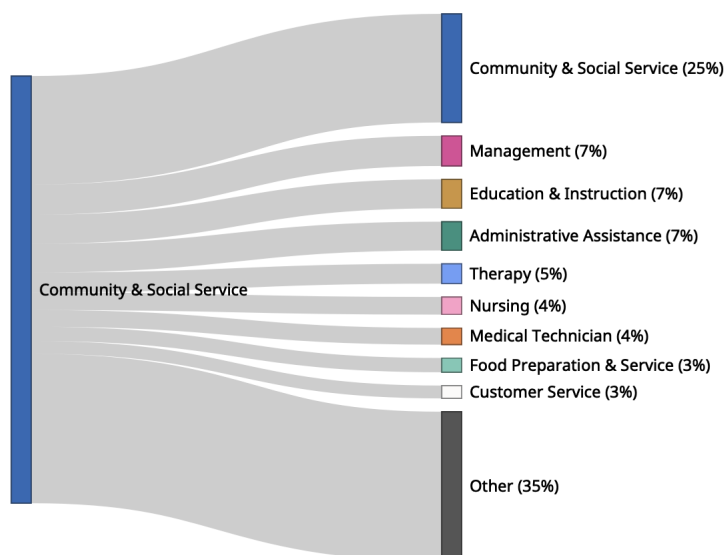 Community & Social Service (25%)
Management (7%)
Education & Instruction (7%)
Administrative Assistance (7%)
Therapy (5%)
Community & Social Service
Nursing (4%)
Medical Technician (4%)
Food Preparation & Service (3%)
Customer Service (3%)
Other (35%)